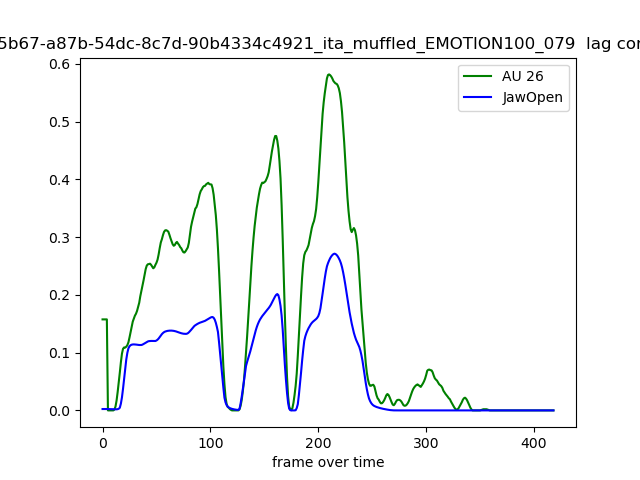 5b67-a87b-54dc-8c7d-90b4334c4921_ita_muffled_EMOTION100_079 lag cor
0.6
0.5
0.4
0.3
0.2
0.1
0.0
AU 26
JawOpen
0 100 200 300 400
frame over time